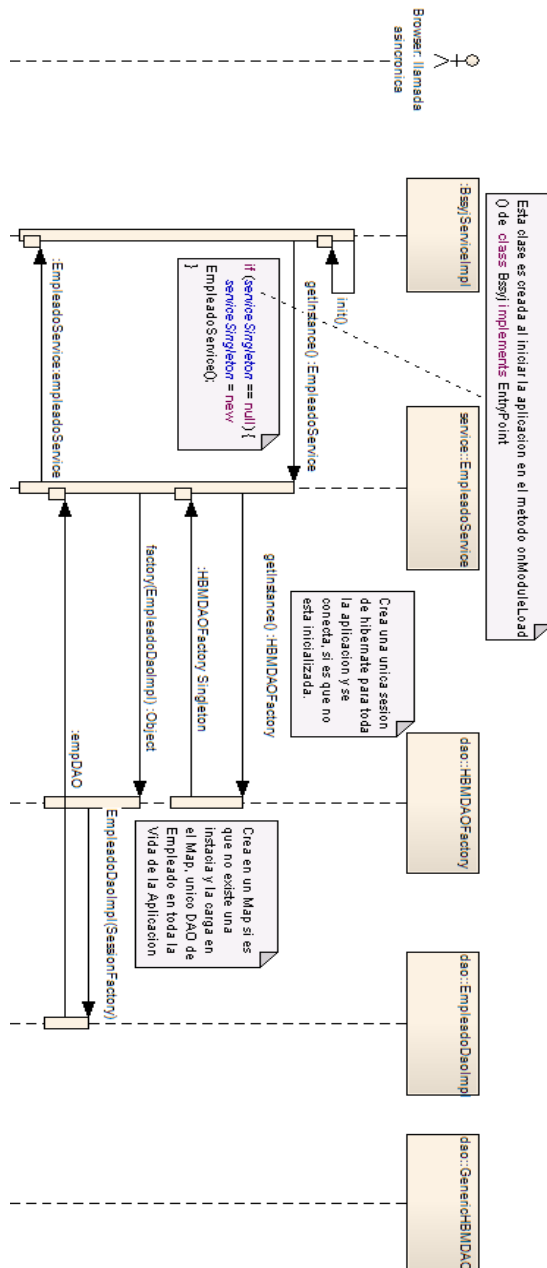 Browser: llamada
asincronica
:BssyjServiceImpl
Esta clase es creada al iniciar la aplicacion en el metodo onModuleLoad
() de class Bssyj implements EntryPoint
service::EmpleadoService
dao::HBMDAOFactory
dao::EmpleadoDaoImpl
dao::GenericHBMDAO
init()
getInstance() :EmpleadoService
if (serviceSingleton == null) {
serviceSingleton = new
EmpleadoService();
}
Crea una unica sesion
de hibernate para toda
la aplicacion y se
conecta, si es que no
esta inicializada.
getInstance() :HBMDAOFactory
:HBMDAOFactory Singleton
factory(EmpleadoDaoImpl) :Object
Crea en un Map si es
que no existe una
instacia y la carga en
el Map, unico DAO de
Empleado en toda la
Vida de la Aplicacion
EmpleadoDaoImpl(SessionFactory)
:empDAO
:EmpleadoService:empleadoService